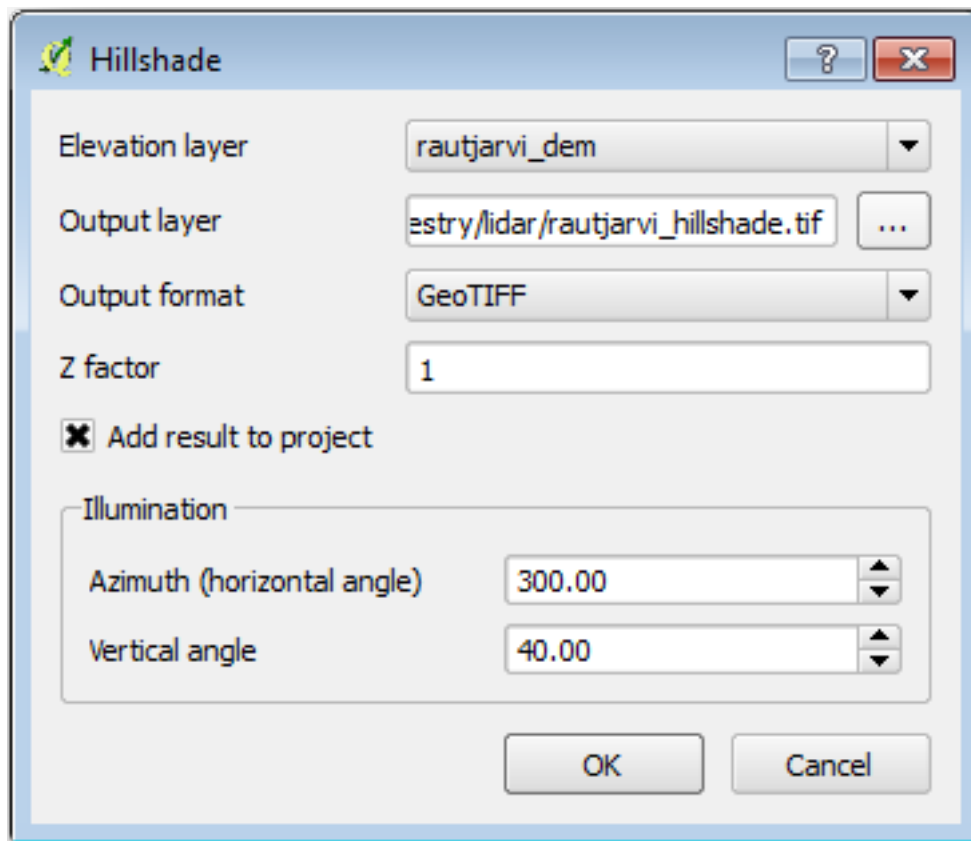 Hillshade
Elevation layer rautjarvi_dem
Output layer estry/lidar/rautjarvi_hillshade.tif ...
Output format GeoTIFF
Z factor 1
Add result to project
Illumination
Azimuth (horizontal angle) 300.00
Vertical angle 40.00
OK Cancel